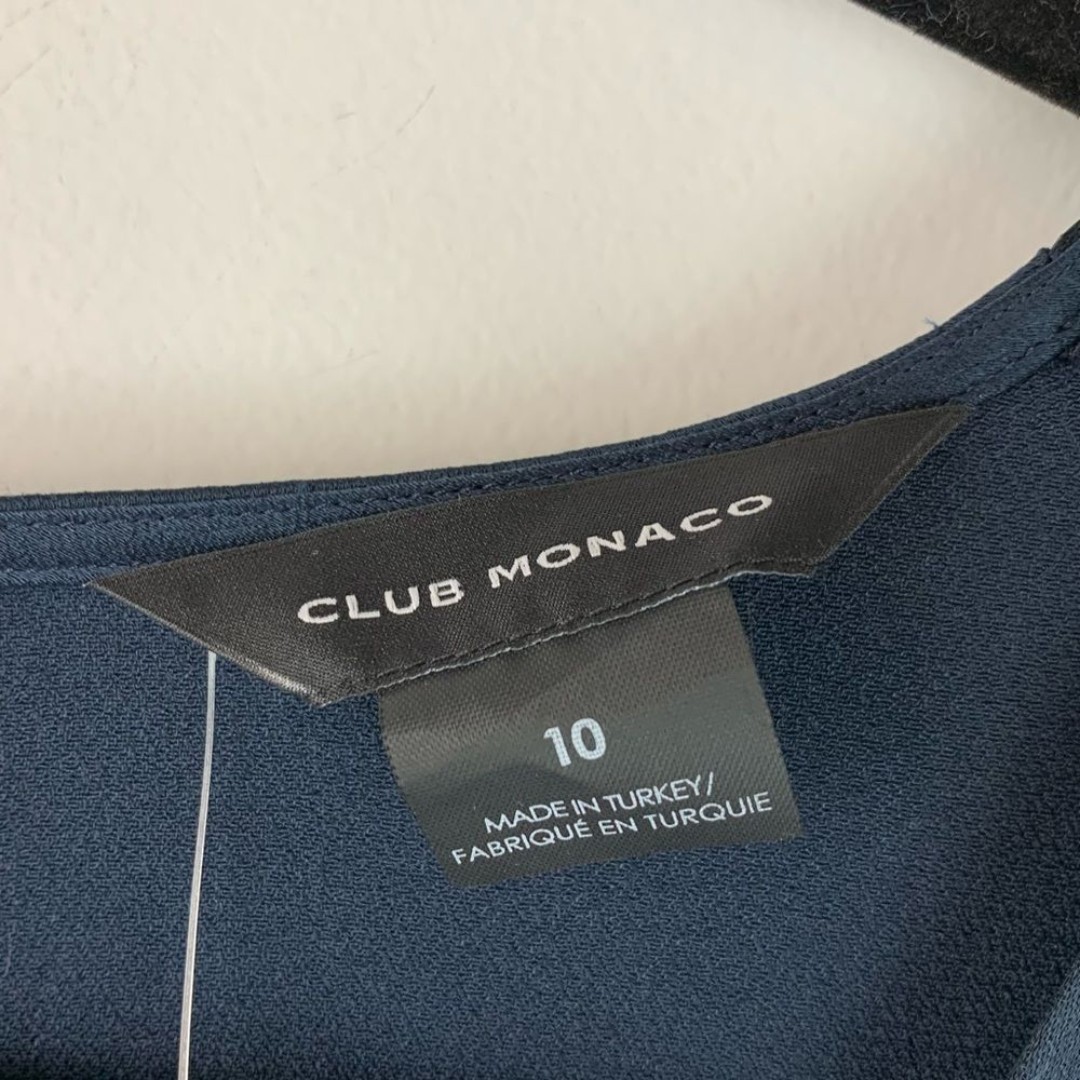 CLUB MONACO
10
MADE IN TURKEY/
FABRIQUÉ EN TURQUIE